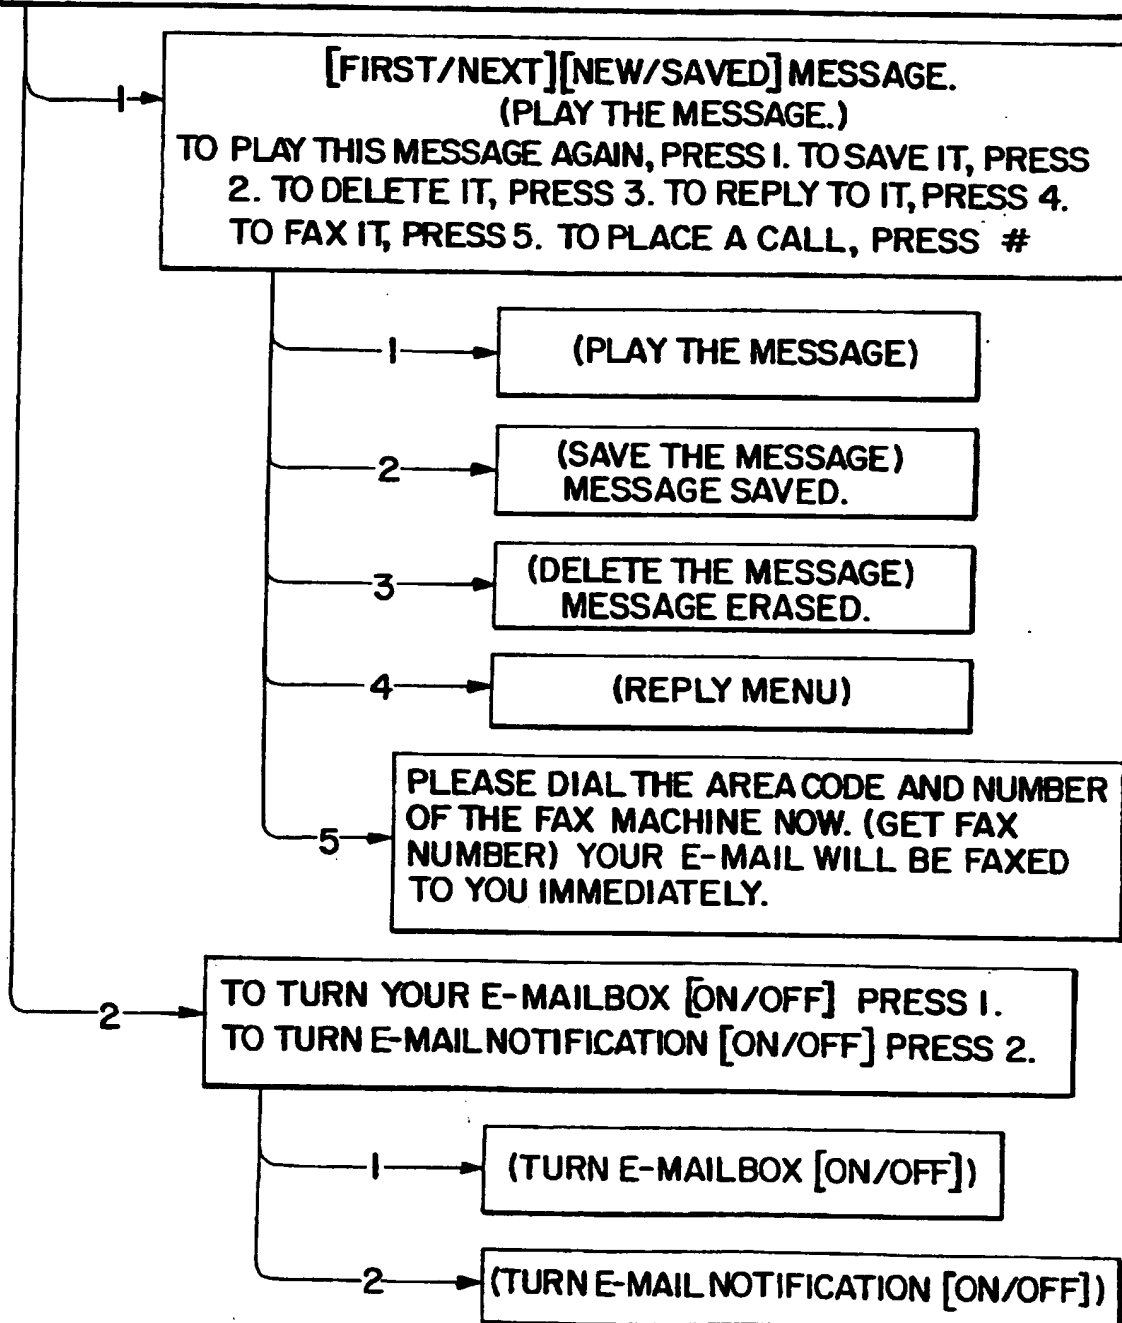 1
[FIRST/NEXT][NEW/SAVED] MESSAGE.
(PLAY THE MESSAGE.)
TO PLAY THIS MESSAGE AGAIN, PRESS 1. TO SAVE IT, PRESS
2. TO DELETE IT, PRESS 3. TO REPLY TO IT, PRESS 4.
TO FAX IT, PRESS 5. TO PLACE A CALL, PRESS #
1
(PLAY THE MESSAGE)
2
(SAVE THE MESSAGE)
MESSAGE SAVED.
3
(DELETE THE MESSAGE)
MESSAGE ERASED.
4
(REPLY MENU)
5
PLEASE DIAL THE AREA CODE AND NUMBER
OF THE FAX MACHINE NOW. (GET FAX
NUMBER) YOUR E-MAIL WILL BE FAXED
TO YOU IMMEDIATELY.
2
TO TURN YOUR E-MAILBOX [ON/OFF] PRESS 1.
TO TURN E-MAIL NOTIFICATION [ON/OFF] PRESS 2.
1
(TURN E-MAILBOX [ON/OFF])
2
(TURN E-MAIL NOTIFICATION [ON/OFF])